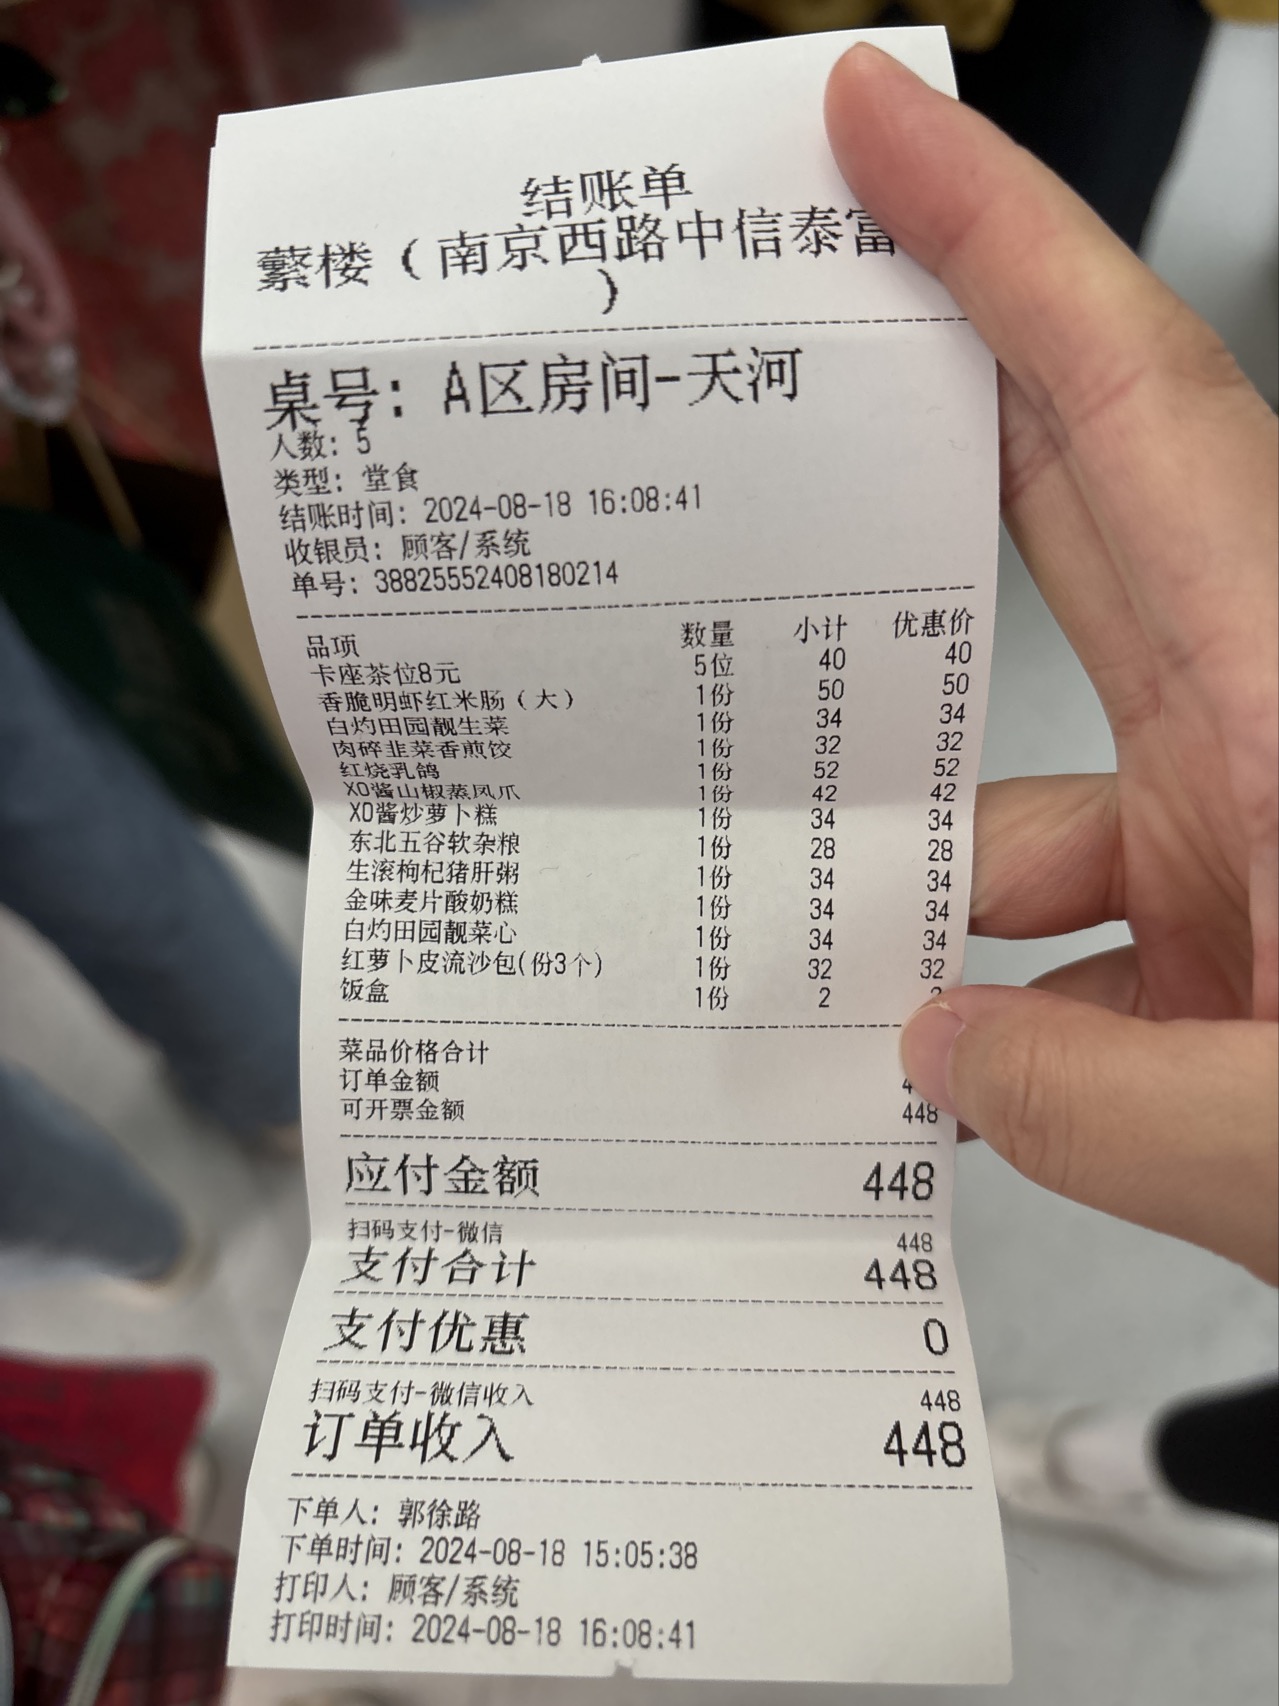 结账单
蘩楼（南京西路中信泰富
）
桌号：A区房间-天河
人数：5
类型：堂食
结账时间：2024-08-18 16:08:41
收银员：顾客/系统
单号：38825552408180214
品项 数量 小计 优惠价
卡座茶位8元 5位 40 40
香脆明虾红米肠（大） 1份 50 50
白灼田园靓生菜 1份 34 34
肉碎韭菜香煎饺 1份 32 32
红烧乳鸽 1份 52 52
XO酱山椒蒸凤爪 1份 42 42
XO酱炒萝卜糕 1份 34 34
东北五谷软杂粮 1份 28 28
生滚枸杞猪肝粥 1份 34 34
金味麦片酸奶糕 1份 34 34
白灼田园靓菜心 1份 34 34
红萝卜皮流沙包(份3个) 1份 32 32
饭盒 1份 2
菜品价格合计
订单金额
可开票金额 448
应付金额 448
扫码支付-微信 448
支付合计 448
支付优惠 0
扫码支付-微信收入 448
订单收入 448
下单人：郭徐路
下单时间：2024-08-18 15:05:38
打印人：顾客/系统
打印时间：2024-08-18 16:08:41